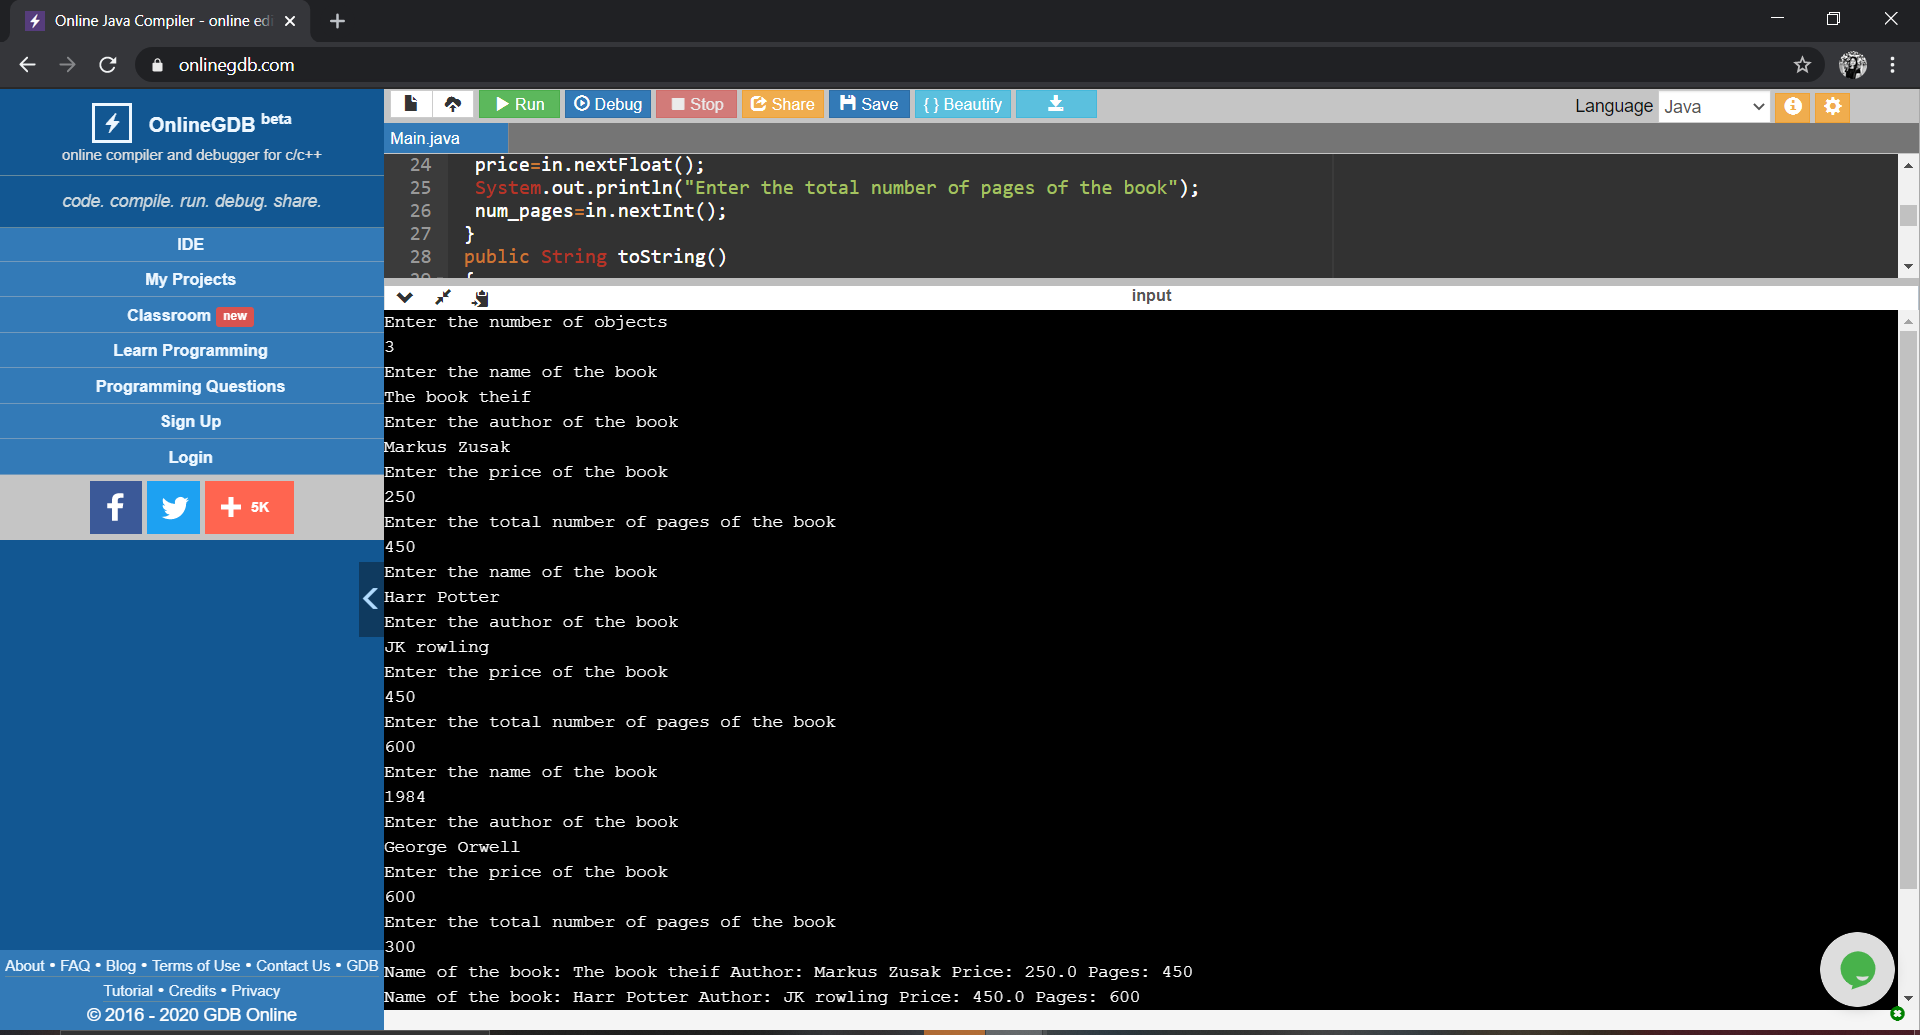 Online Java Compiler - online edi
onlinegdb.com
OnlineGDB beta
online compiler and debugger for c/c++
code. compile. run. debug. share.
IDE
My Projects
Classroom new
Learn Programming
Programming Questions
Sign Up
Login
5K
About • FAQ • Blog • Terms of Use • Contact Us • GDB
Tutorial • Credits • Privacy
© 2016 - 2020 GDB Online
Run Debug Stop Share Save { } Beautify
Language Java
Main.java
24 price=in.nextFloat();
25 System.out.println("Enter the total number of pages of the book");
26 num_pages=in.nextInt();
27 }
28 public String toString()
29 {
input
Enter the number of objects
3
Enter the name of the book
The book theif
Enter the author of the book
Markus Zusak
Enter the price of the book
250
Enter the total number of pages of the book
450
Enter the name of the book
Harr Potter
Enter the author of the book
JK rowling
Enter the price of the book
450
Enter the total number of pages of the book
600
Enter the name of the book
1984
Enter the author of the book
George Orwell
Enter the price of the book
600
Enter the total number of pages of the book
300
Name of the book: The book theif Author: Markus Zusak Price: 250.0 Pages: 450
Name of the book: Harr Potter Author: JK rowling Price: 450.0 Pages: 600